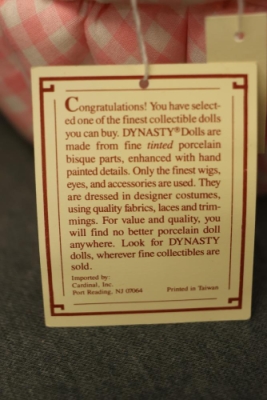 Congratulations! You have select-
ed one of the finest collectible dolls
you can buy. DYNASTY® Dolls are
made from fine tinted porcelain
bisque parts, enhanced with hand
painted details. Only the finest wigs,
eyes, and accessories are used. They
are dressed in designer costumes,
using quality fabrics, laces and trim-
mings. For value and quality, you
will find no better porcelain doll
anywhere. Look for DYNASTY
dolls, wherever fine collectibles are
sold.
Imported by:
Cardinal, Inc.
Port Reading, NJ 07064 Printed in Taiwan